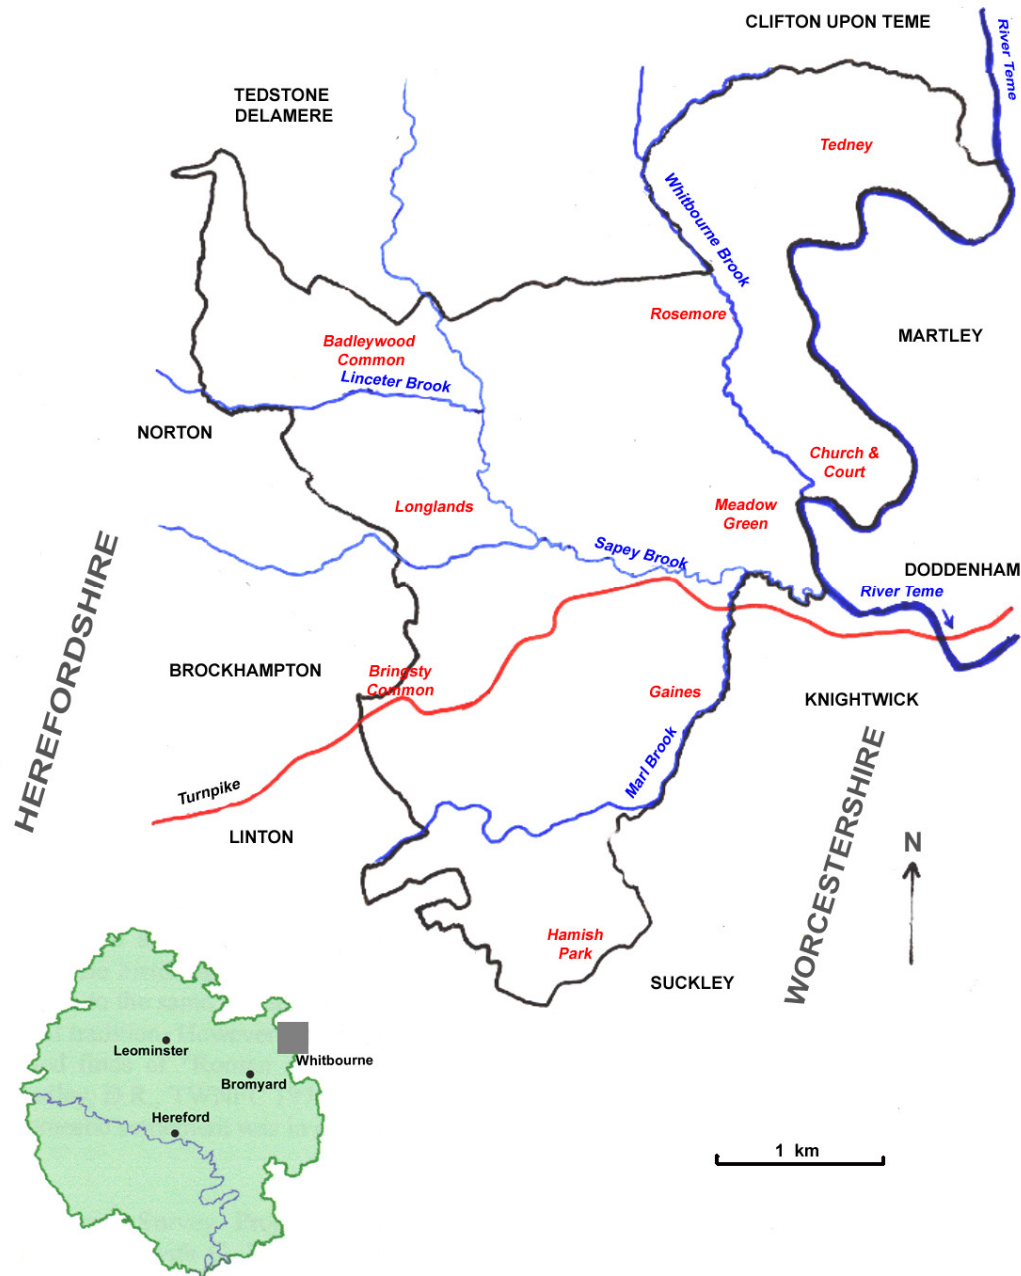 CLIFTON UPON TEME
River Teme
TEDSTONE
DELAMERE
Tedney
Whitbourne Brook
Rosemore
MARTLEY
Badleywood
Common
Linceter Brook
NORTON
Church &
Court
Longlands
Meadow
Green
Sapey Brook
DODDENHAM
River Teme
HEREFORDSHIRE
BROCKHAMPTON
Bringsty
Common
Gaines
KNIGHTWICK
Marl Brook
Turnpike
LINTON
WORCESTERSHIRE
N
Hamish
Park
SUCKLEY
Leominster
Whitbourne
Bromyard
Hereford
1 km